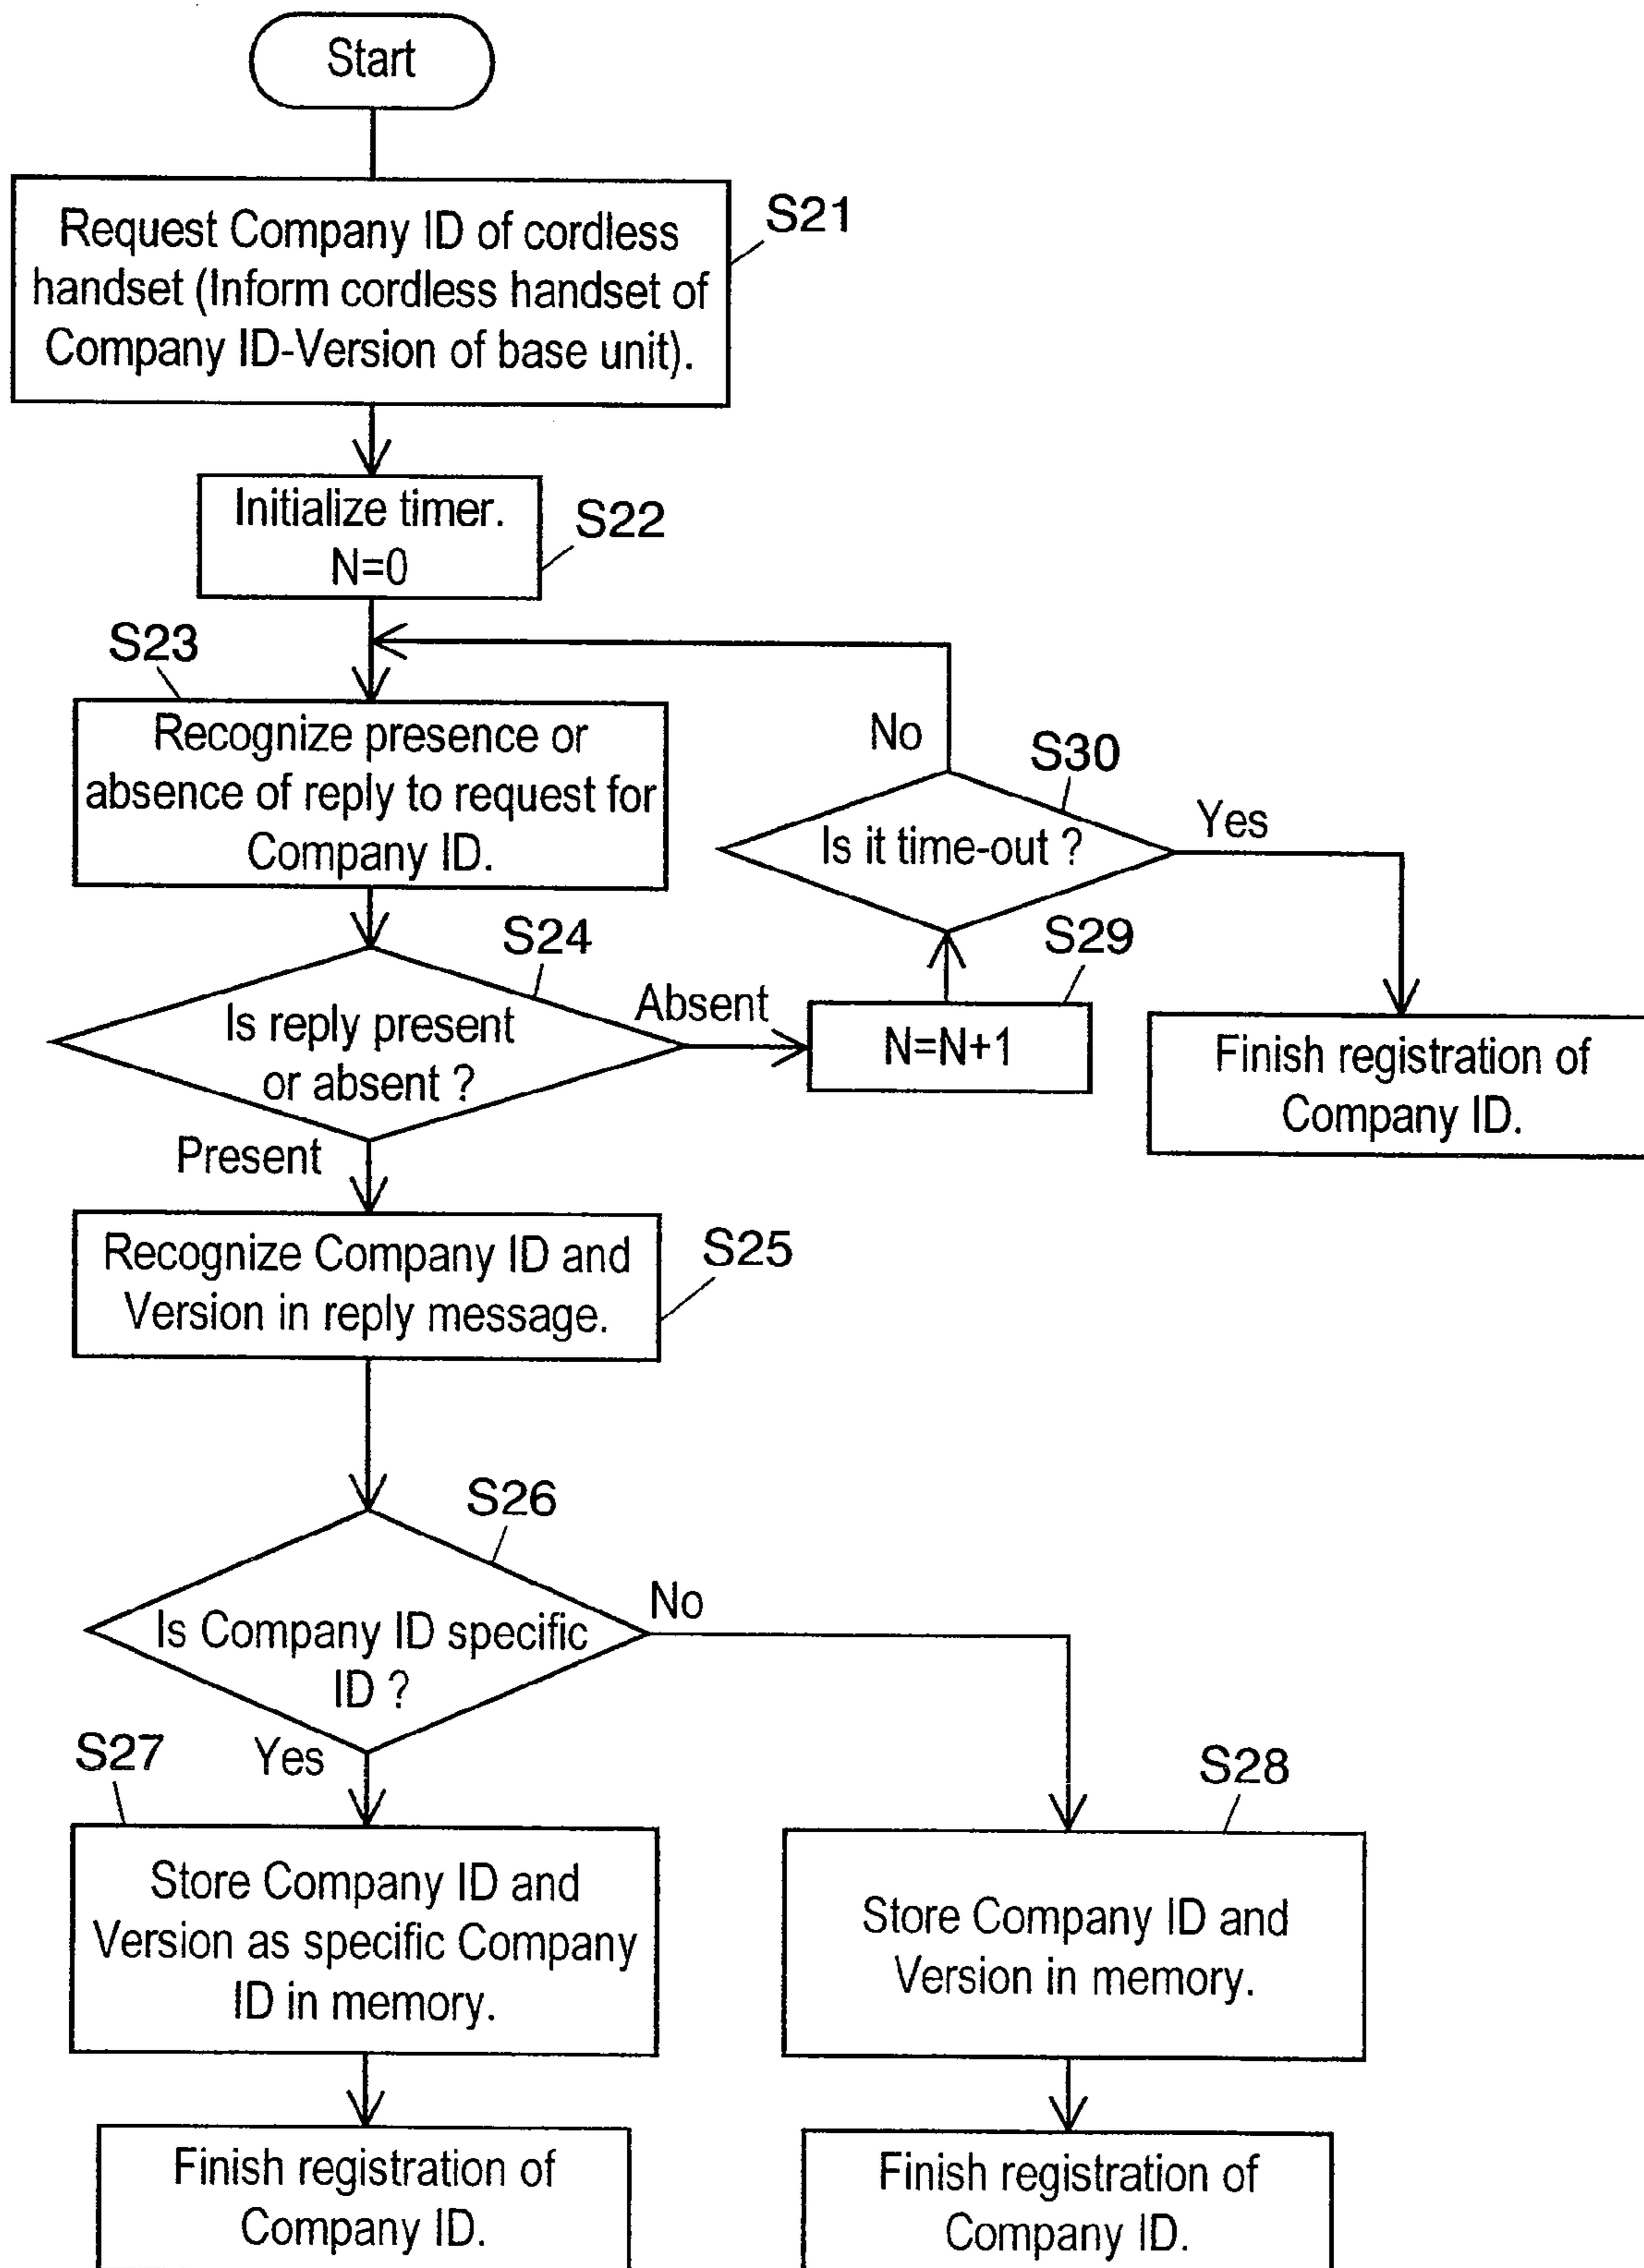 Start
Request Company ID of cordless
handset (Inform cordless handset of
Company ID-Version of base unit).
S21
Initialize timer.
N=0
S22
S23
Recognize presence or
absence of reply to request for
Company ID.
No
S30
Is it time-out ?
Yes
S24
Is reply present
or absent ?
Absent
S29
N=N+1
Finish registration of
Company ID.
Present
Recognize Company ID and
Version in reply message.
S25
S26
Is Company ID specific
ID ?
No
S27
Yes
S28
Store Company ID and
Version as specific Company
ID in memory.
Store Company ID and
Version in memory.
Finish registration of
Company ID.
Finish registration of
Company ID.